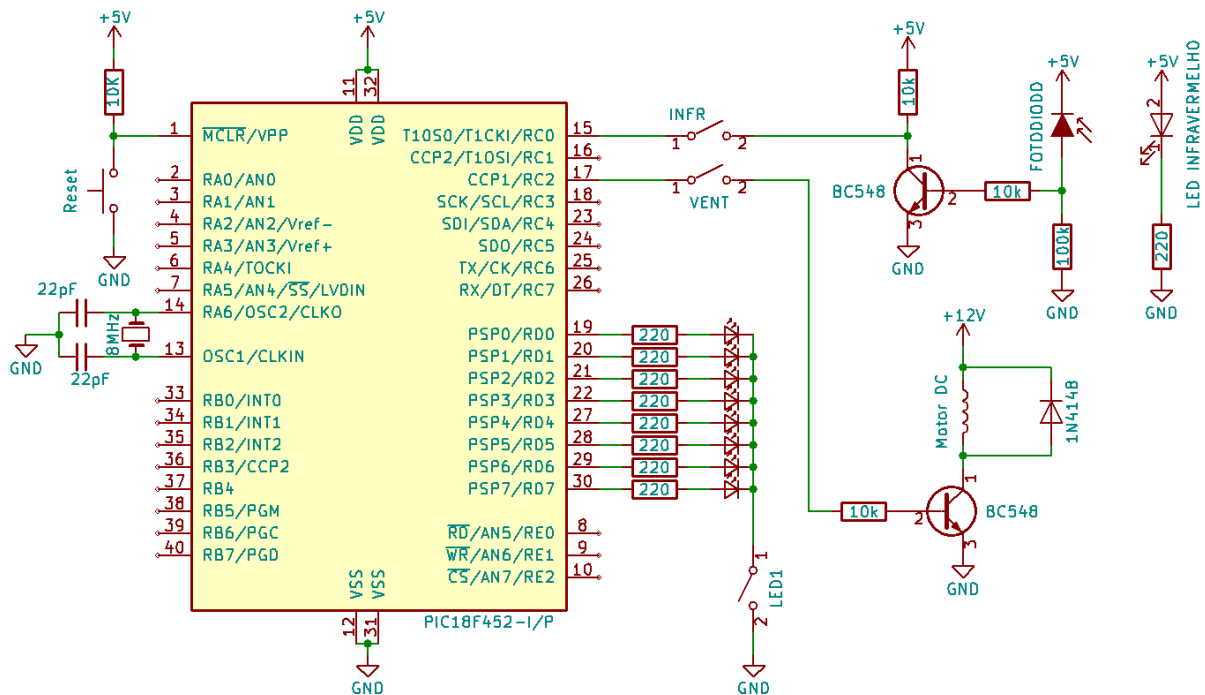 +5V
10K
Reset
GND
22pF
22pF
8MHz
GND
+5V
11
32
VDD
VDD
1
MCLR/VPP
2
RA0/AN0
3
RA1/AN1
4
RA2/AN2/Vref-
5
RA3/AN3/Vref+
6
RA4/TOCKI
7
RA5/AN4/SS/LVDIN
14
RA6/OSC2/CLKO
13
OSC1/CLKIN
33
RB0/INT0
34
RB1/INT1
35
RB2/INT2
36
RB3/CCP2
37
RB4
38
RB5/PGM
39
RB6/PGC
40
RB7/PGD
T1OSO/T1CKI/RC0
15
CCP2/T1OSI/RC1
16
CCP1/RC2
17
SCK/SCL/RC3
18
SDI/SDA/RC4
23
SDO/RC5
24
TX/CK/RC6
25
RX/DT/RC7
26
PSP0/RD0
19
220
PSP1/RD1
20
220
PSP2/RD2
21
220
PSP3/RD3
22
220
PSP4/RD4
27
220
PSP5/RD5
28
220
PSP6/RD6
29
220
PSP7/RD7
30
220
RD/AN5/RE0
8
WR/AN6/RE1
9
CS/AN7/RE2
10
VSS
VSS
12
31
PIC18F452-I/P
GND
1
LED1
2
GND
INFR
1
2
1
2
VENT
+5V
10k
1
BC548
2
3
GND
10k
+5V
FOTODIODO
100k
GND
+5V
2
1
LED INFRAVERMELHO
220
GND
+12V
Motor DC
1N4148
10k
1
2
BC548
3
GND